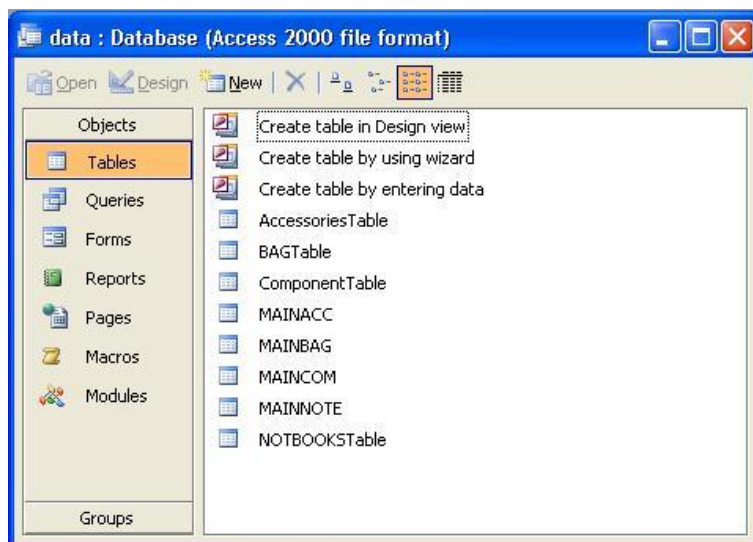 data : Database (Access 2000 file format)
Open Design New
Objects
Tables
Queries
Forms
Reports
Pages
Macros
Modules
Groups
Create table in Design view
Create table by using wizard
Create table by entering data
AccessoriesTable
BAGTable
ComponentTable
MAINACC
MAINBAG
MAINCOM
MAINNOTE
NOTBOOKSTable